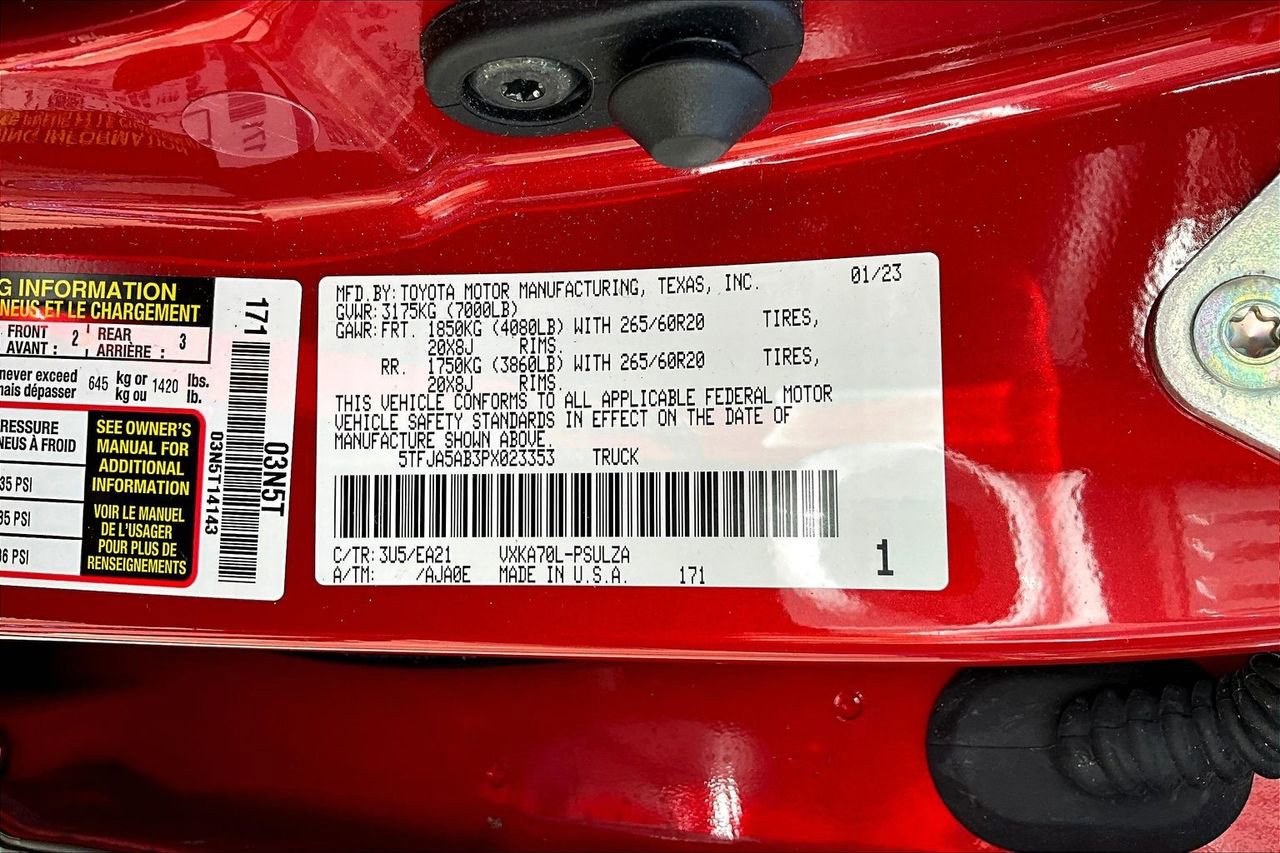 G INFORMATION
NEUS ET LE CHARGEMENT
FRONT
AVANT : 2
REAR
ARRIÈRE : 3
never exceed
mais dépasser 645 kg or
kg ou 1420 lbs.
lb.
RESSURE
NEUS À FROID
35 PSI
35 PSI
36 PSI
SEE OWNER'S
MANUAL FOR
ADDITIONAL
INFORMATION
VOIR LE MANUEL
DE L'USAGER
POUR PLUS DE
RENSEIGNEMENTS
171
03N5T
03N5T14143
MFD.BY:TOYOTA MOTOR MANUFACTURING, TEXAS, INC. 01/23
GVWR:3175KG (7000LB)
GAWR:FRT. 1850KG (4080LB) WITH 265/60R20 TIRES,
20X8J RIMS.
RR. 1750KG (3860LB) WITH 265/60R20 TIRES,
20X8J RIMS.
THIS VEHICLE CONFORMS TO ALL APPLICABLE FEDERAL MOTOR
VEHICLE SAFETY STANDARDS IN EFFECT ON THE DATE OF
MANUFACTURE SHOWN ABOVE.
5TFJA5AB3PX023353 TRUCK
C/TR:3U5/EA21 VXKA70L-PSULZA
A/TM: /AJA0E MADE IN U.S.A. 171
1